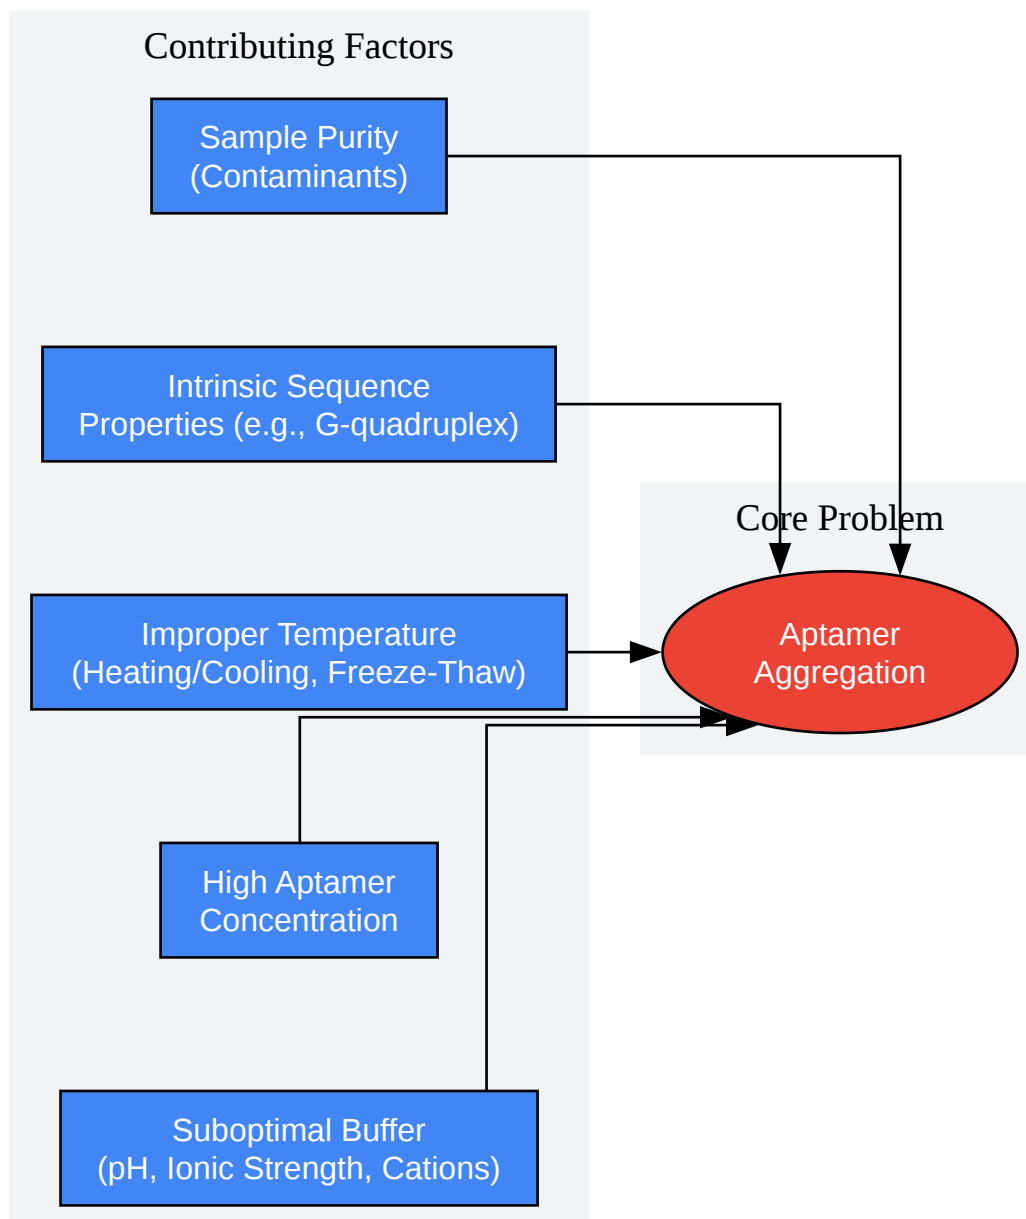 Contributing Factors
Sample Purity
(Contaminants)
Intrinsic Sequence
Properties (e.g., G-quadruplex)
Core Problem
Improper Temperature
(Heating/Cooling, Freeze-Thaw)
Aptamer
Aggregation
High Aptamer
Concentration
Suboptimal Buffer
(pH, Ionic Strength, Cations)